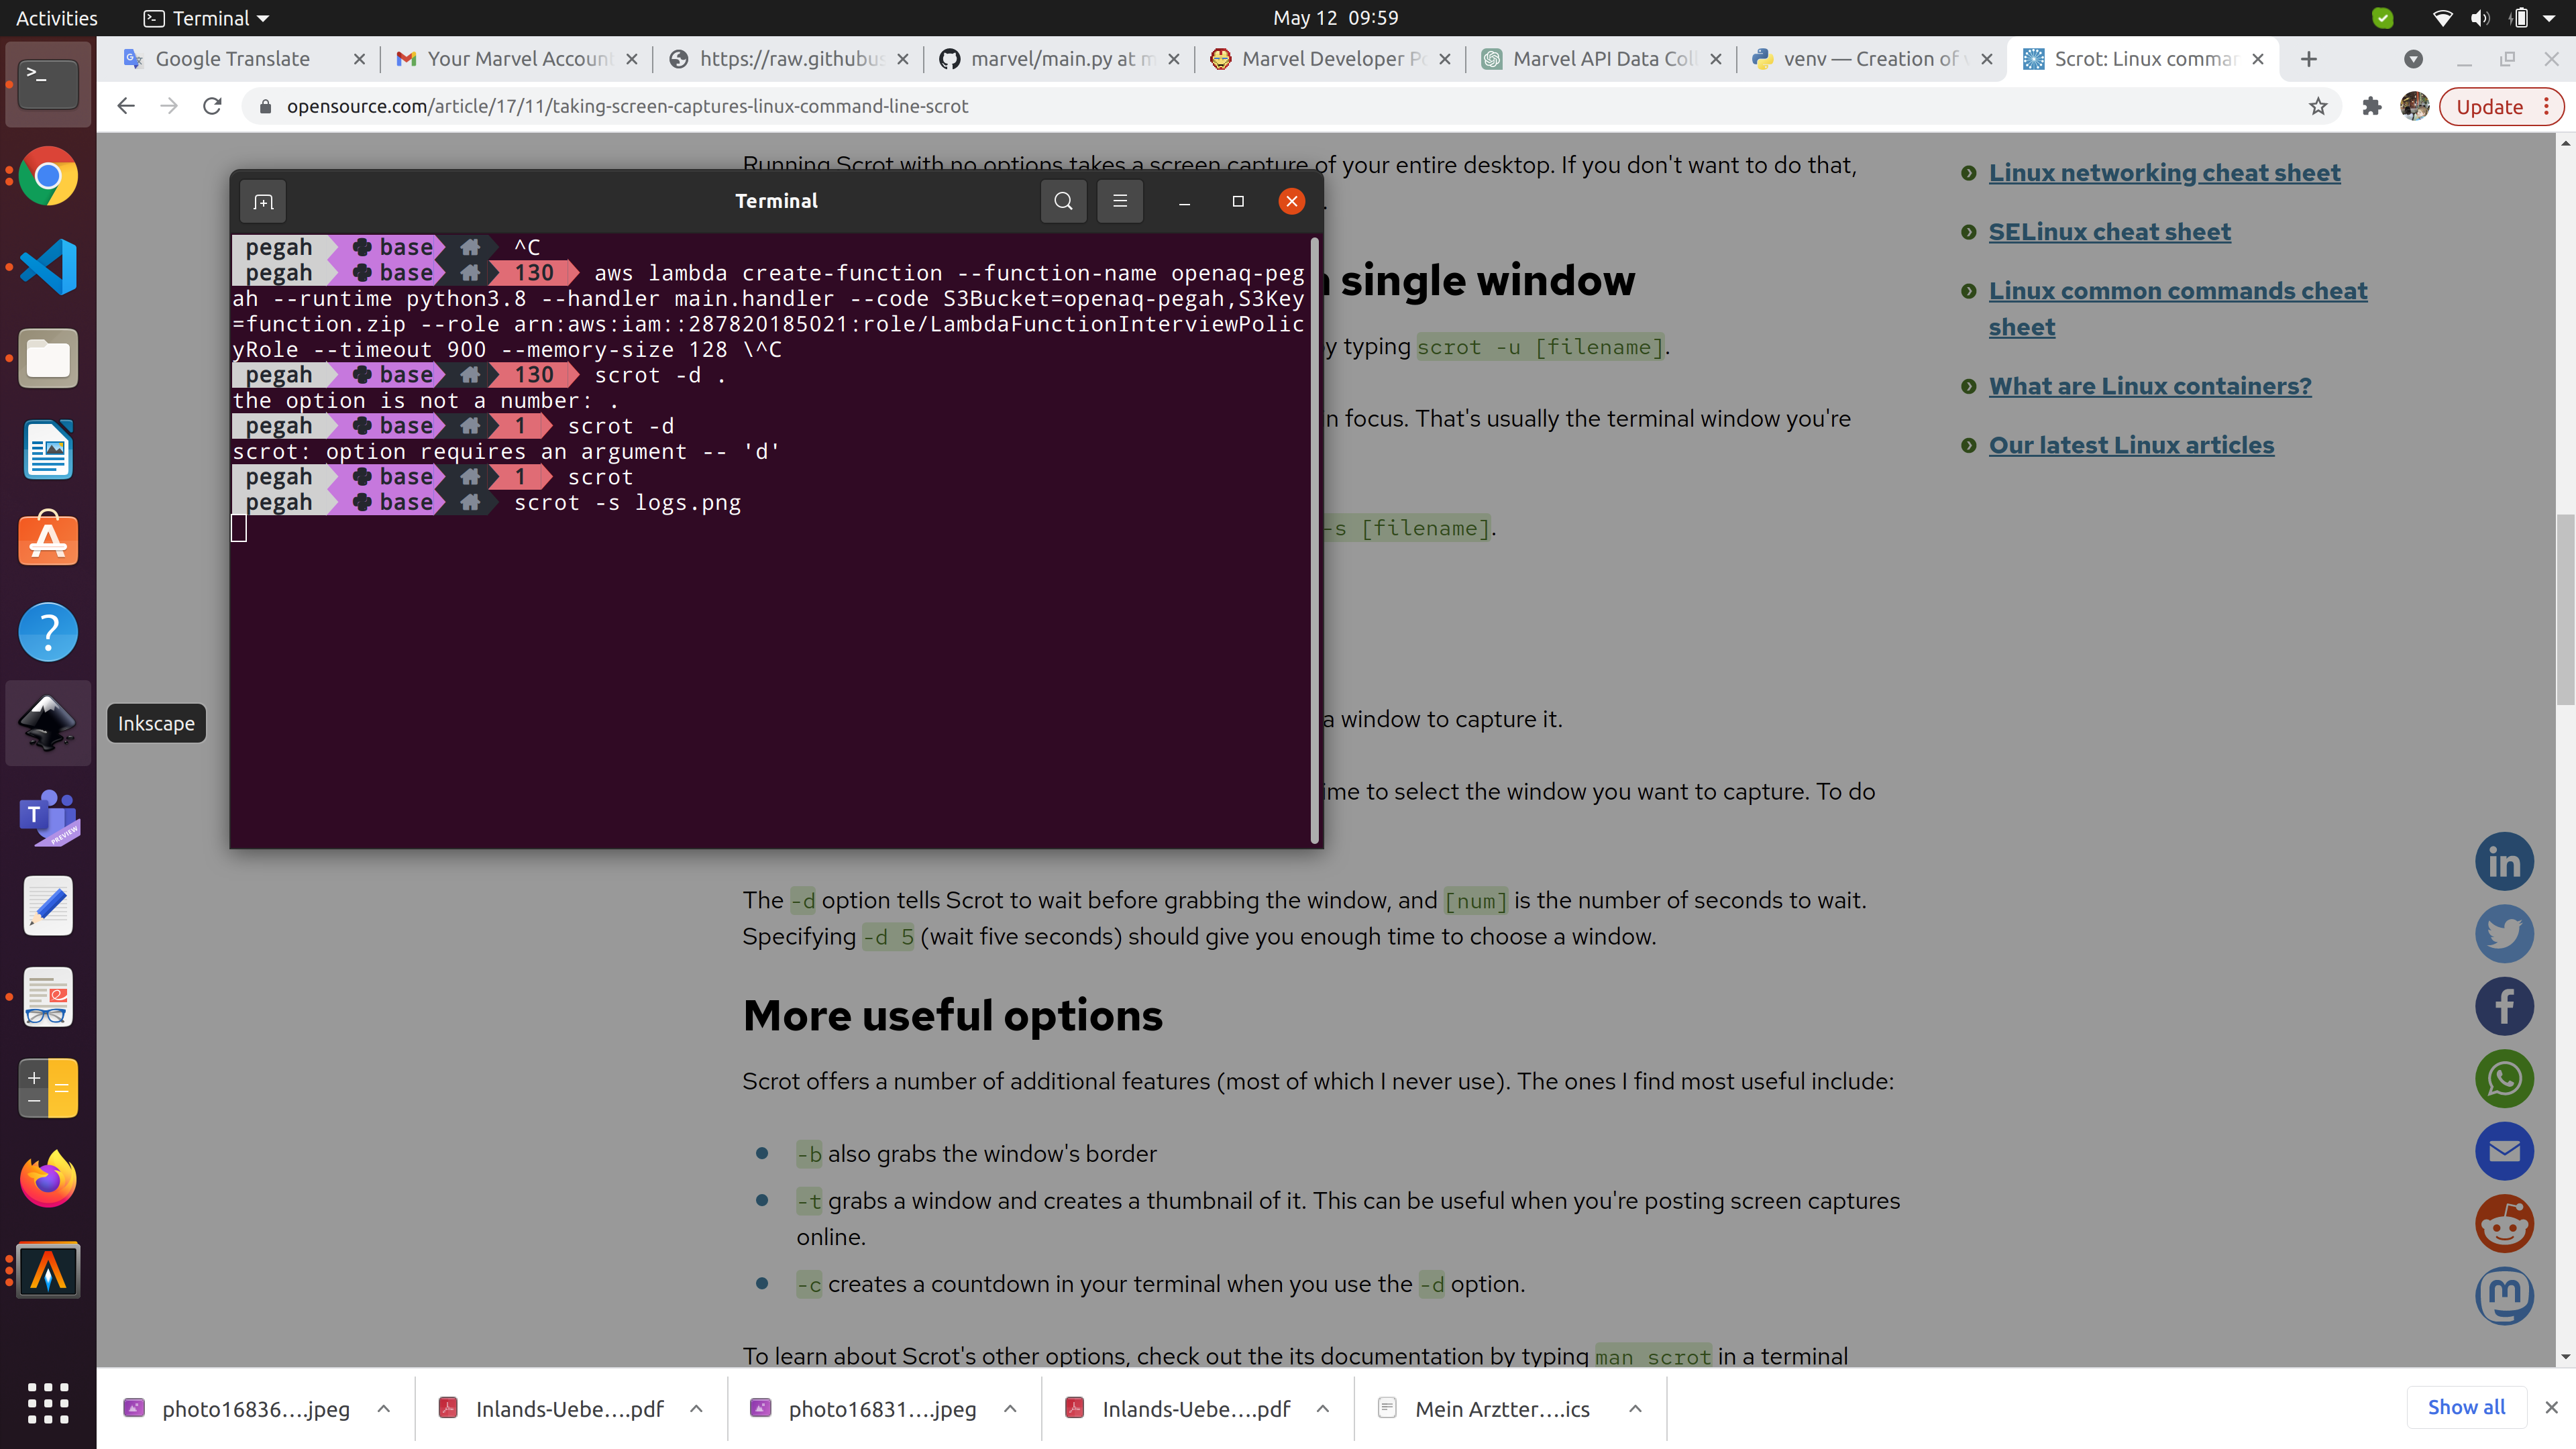 Activities
Terminal
May 12 09:59
Google Translate
Your Marvel Accoun
https://raw.githubus
marvel/main.py at m
Marvel Developer Po
Marvel API Data Coll
venv — Creation of v
Scrot: Linux comman
opensource.com/article/17/11/taking-screen-captures-linux-command-line-scrot
Update
Running Scrot with no options takes a screen capture of your entire desktop. If you don't want to do that,
Terminal
pegah base ^C
pegah base 130 aws lambda create-function --function-name openaq-peg
ah --runtime python3.8 --handler main.handler --code S3Bucket=openaq-pegah,S3Key
=function.zip --role arn:aws:iam::287820185021:role/LambdaFunctionInterviewPolic
yRole --timeout 900 --memory-size 128 \^C
pegah base 130 scrot -d .
the option is not a number: .
pegah base 1 scrot -d
scrot: option requires an argument -- 'd'
pegah base 1 scrot
pegah base scrot -s logs.png
single window
y typing scrot -u [filename].
n focus. That's usually the terminal window you're
-s [filename].
a window to capture it.
ime to select the window you want to capture. To do
The -d option tells Scrot to wait before grabbing the window, and [num] is the number of seconds to wait.
Specifying -d 5 (wait five seconds) should give you enough time to choose a window.
More useful options
Scrot offers a number of additional features (most of which I never use). The ones I find most useful include:
-b also grabs the window's border
-t grabs a window and creates a thumbnail of it. This can be useful when you're posting screen captures
online.
-c creates a countdown in your terminal when you use the -d option.
To learn about Scrot's other options, check out the its documentation by typing man scrot in a terminal
Linux networking cheat sheet
SELinux cheat sheet
Linux common commands cheat
sheet
What are Linux containers?
Our latest Linux articles
Inkscape
T
PREVIEW
in
photo16836....jpeg
Inlands-Uebe....pdf
photo16831....jpeg
Inlands-Uebe....pdf
Mein Arztter....ics
Show all